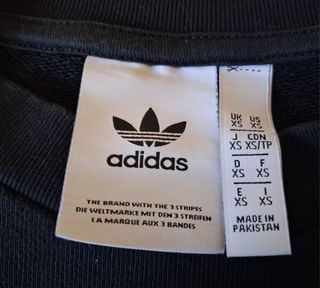 adidas
THE BRAND WITH THE 3 STRIPES
DIE WELTMARKE MIT DEN 3 STREIFEN
LA MARQUE AUX 3 BANDES
UK US
XS XS
J CDN
XS XS/TP
D F
XS XS
E I
XS XS
MADE IN
PAKISTAN